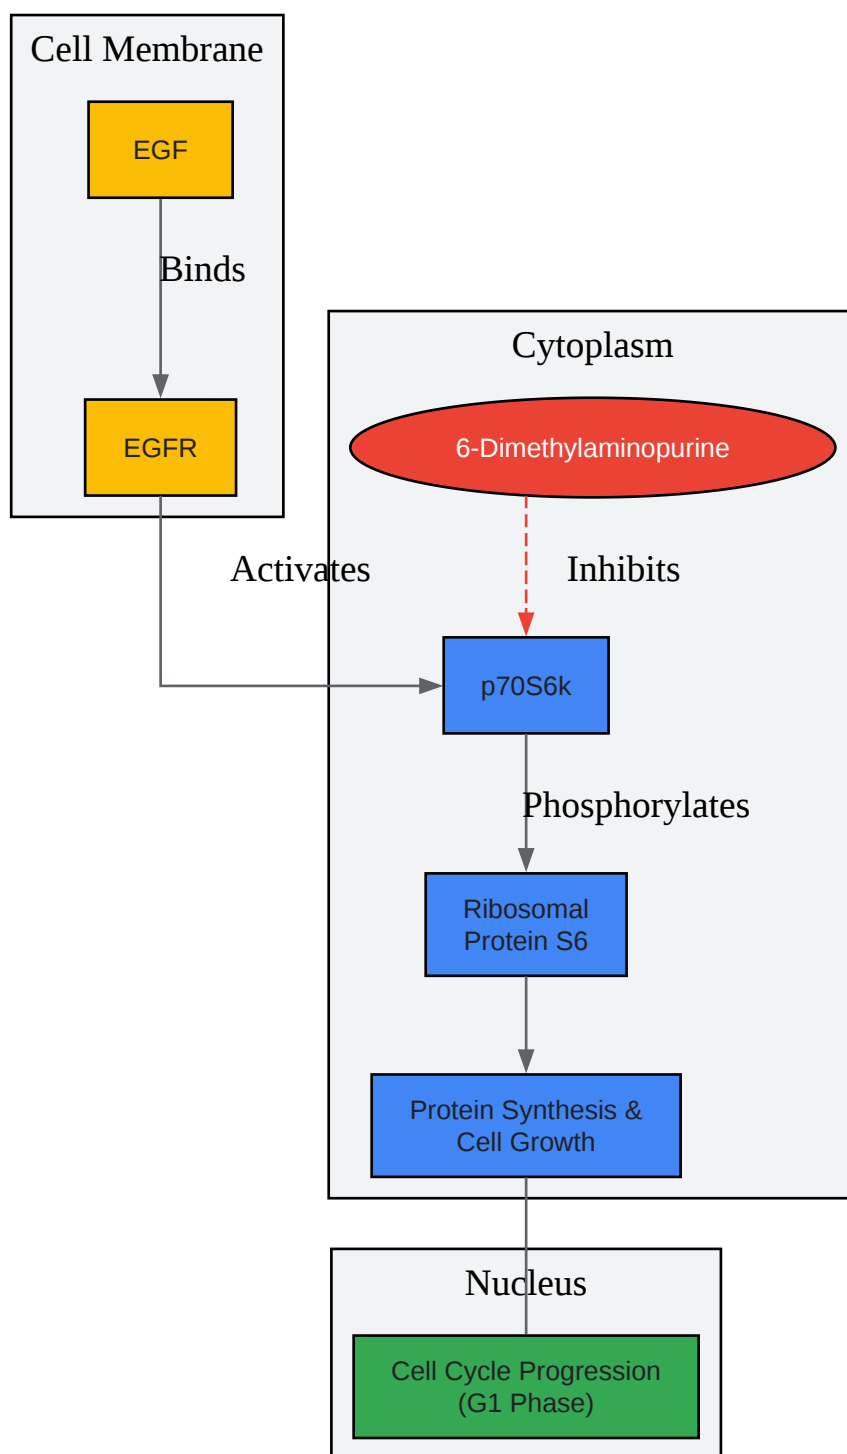 Cell Membrane
EGF
Binds
EGFR
Cytoplasm
6-Dimethylaminopurine
Activates
Inhibits
p70S6k
Phosphorylates
Ribosomal
Protein S6
Protein Synthesis &
Cell Growth
Nucleus
Cell Cycle Progression
(G1 Phase)